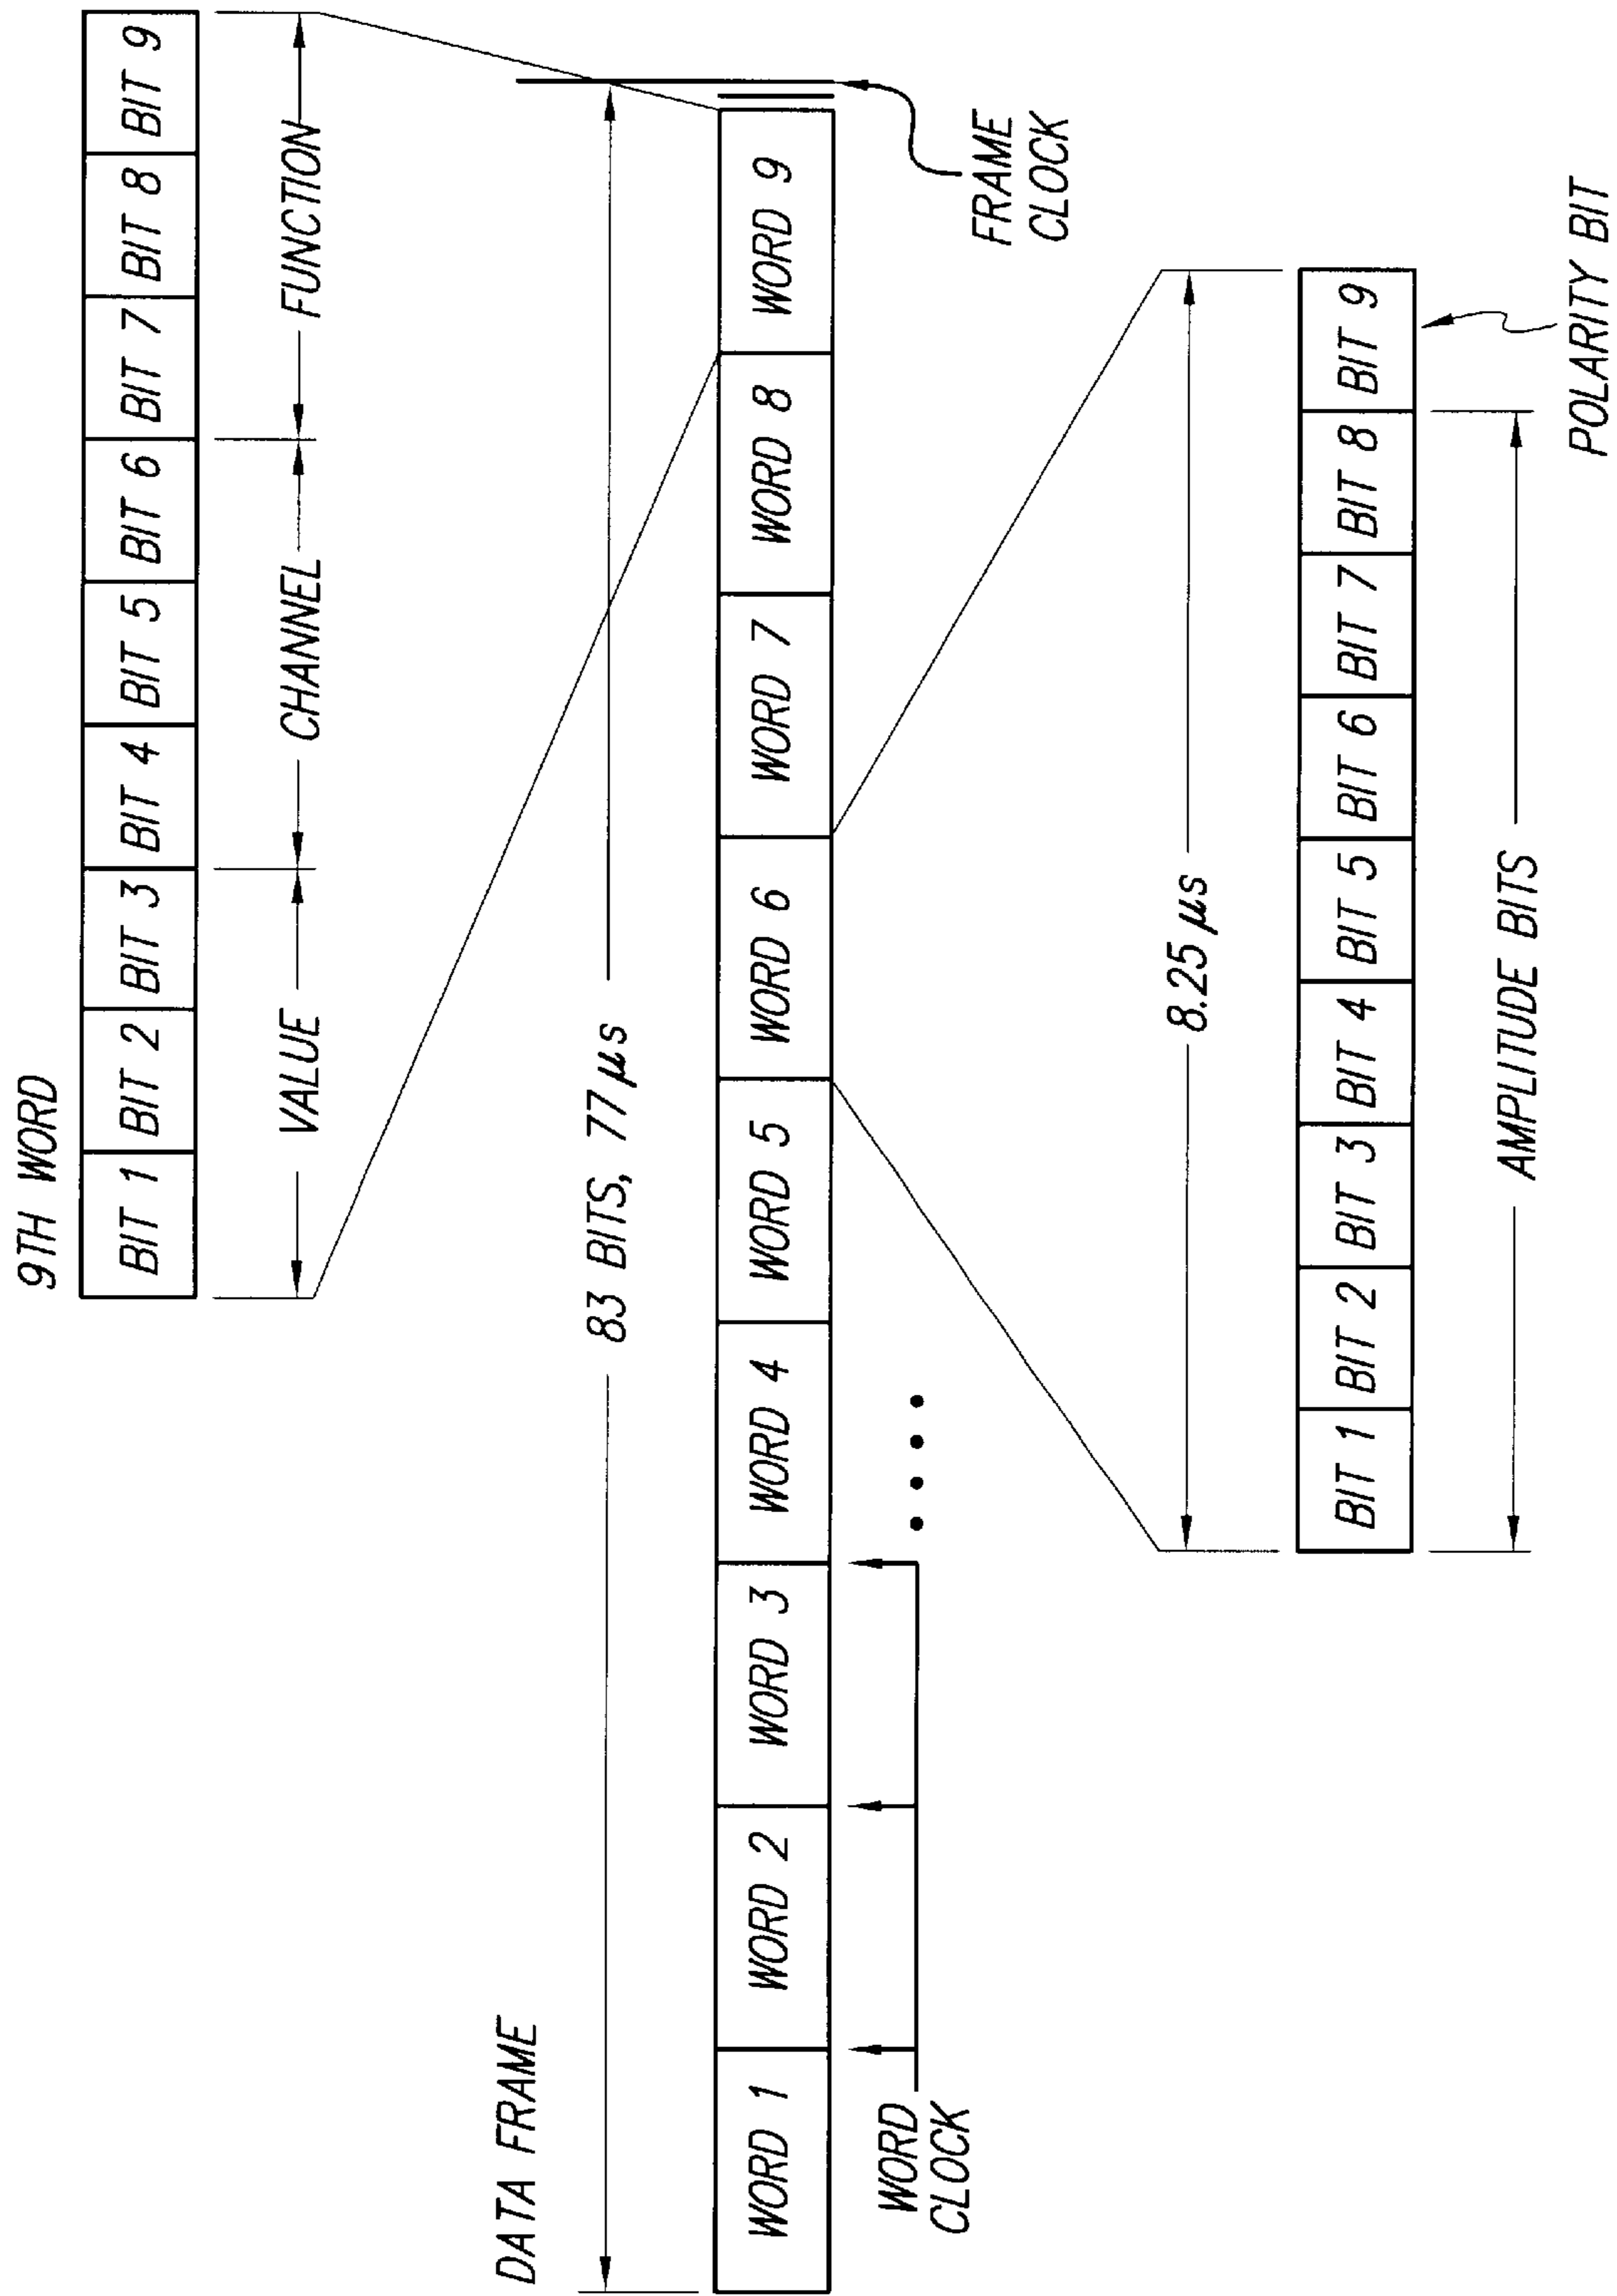 9TH WORD
BIT 1 BIT 2 BIT 3 BIT 4 BIT 5 BIT 6 BIT 7 BIT 8 BIT 9
VALUE CHANNEL FUNCTION
DATA FRAME
83 BITS, 77 µs
WORD 1 WORD 2 WORD 3 WORD 4 WORD 5 WORD 6 WORD 7 WORD 8 WORD 9
WORD
CLOCK
FRAME
CLOCK
8.25 µs
BIT 1 BIT 2 BIT 3 BIT 4 BIT 5 BIT 6 BIT 7 BIT 8 BIT 9
AMPLITUDE BITS
POLARITY BIT